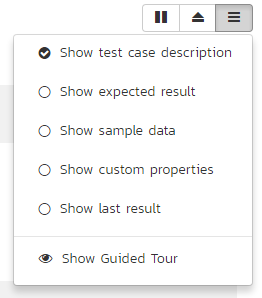 Show test case description
Show expected result
Show sample data
Show custom properties
Show last result
Show Guided Tour